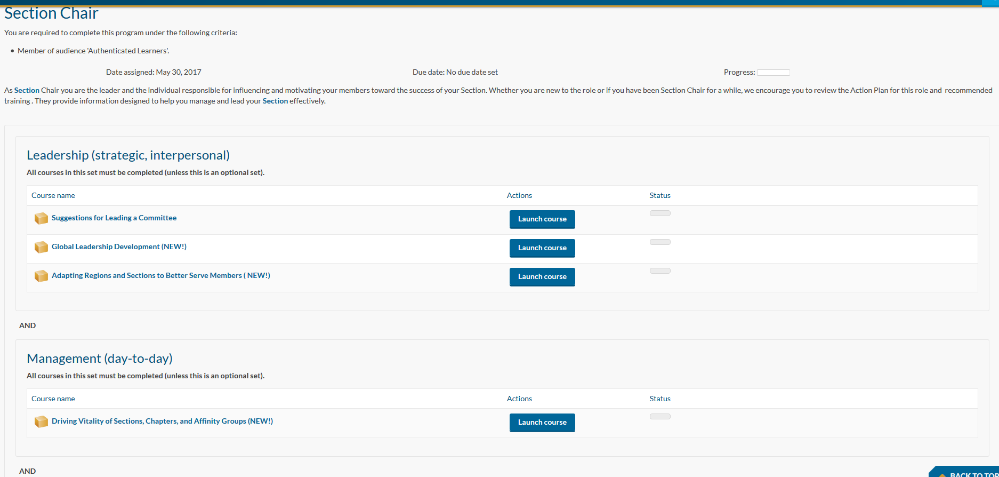 Section Chair
You are required to complete this program under the following criteria:
• Member of audience 'Authenticated Learners'.
Date assigned: May 30, 2017 Due date: No due date set Progress:
As Section Chair you are the leader and the individual responsible for influencing and motivating your members toward the success of your Section. Whether you are new to the role or if you have been Section Chair for a while, we encourage you to review the Action Plan for this role and recommended
training . They provide information designed to help you manage and lead your Section effectively.
Leadership (strategic, interpersonal)
All courses in this set must be completed (unless this is an optional set).
Course name Actions Status
Suggestions for Leading a Committee Launch course
Global Leadership Development (NEW!) Launch course
Adapting Regions and Sections to Better Serve Members ( NEW!) Launch course
AND
Management (day-to-day)
All courses in this set must be completed (unless this is an optional set).
Course name Actions Status
Driving Vitality of Sections, Chapters, and Affinity Groups (NEW!) Launch course
AND
BACK TO TOP